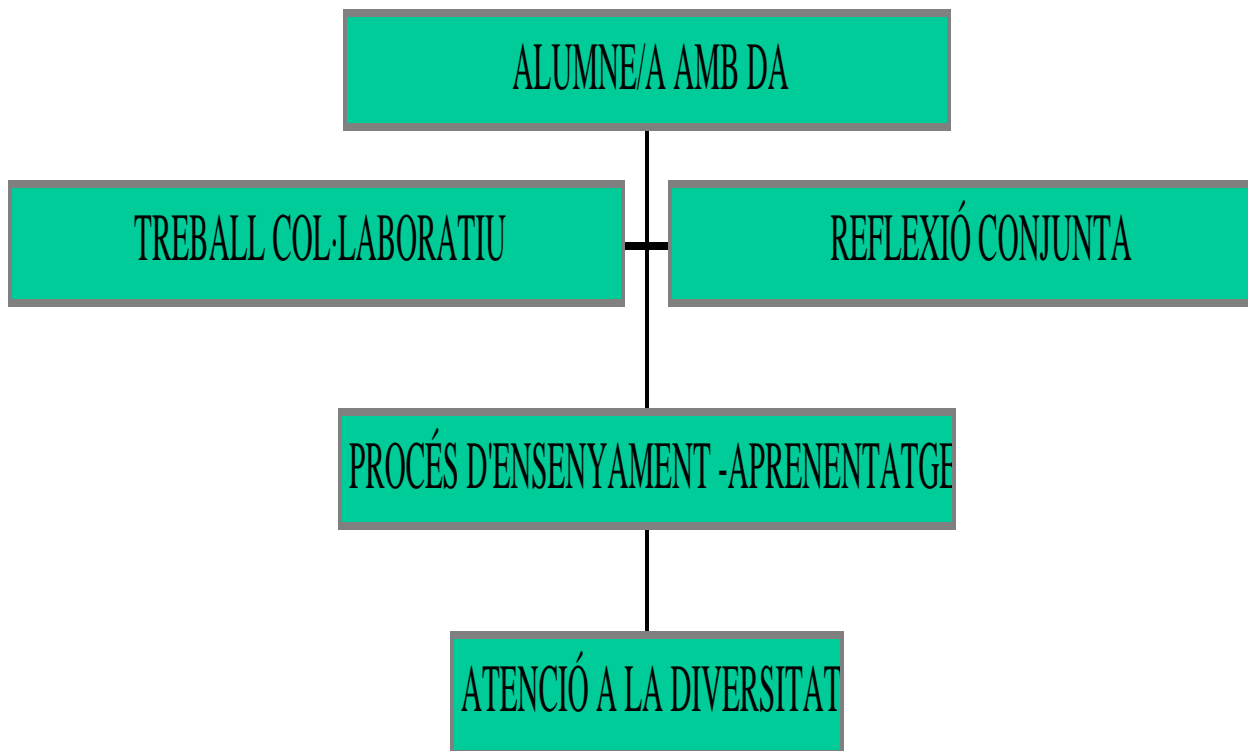 ALUMNE/A AMB DA
TREBALL COL·LABORATIU
REFLEXIÓ CONJUNTA
PROCÉS D'ENSENYAMENT -APRENENTATGE
ATENCIÓ A LA DIVERSITAT